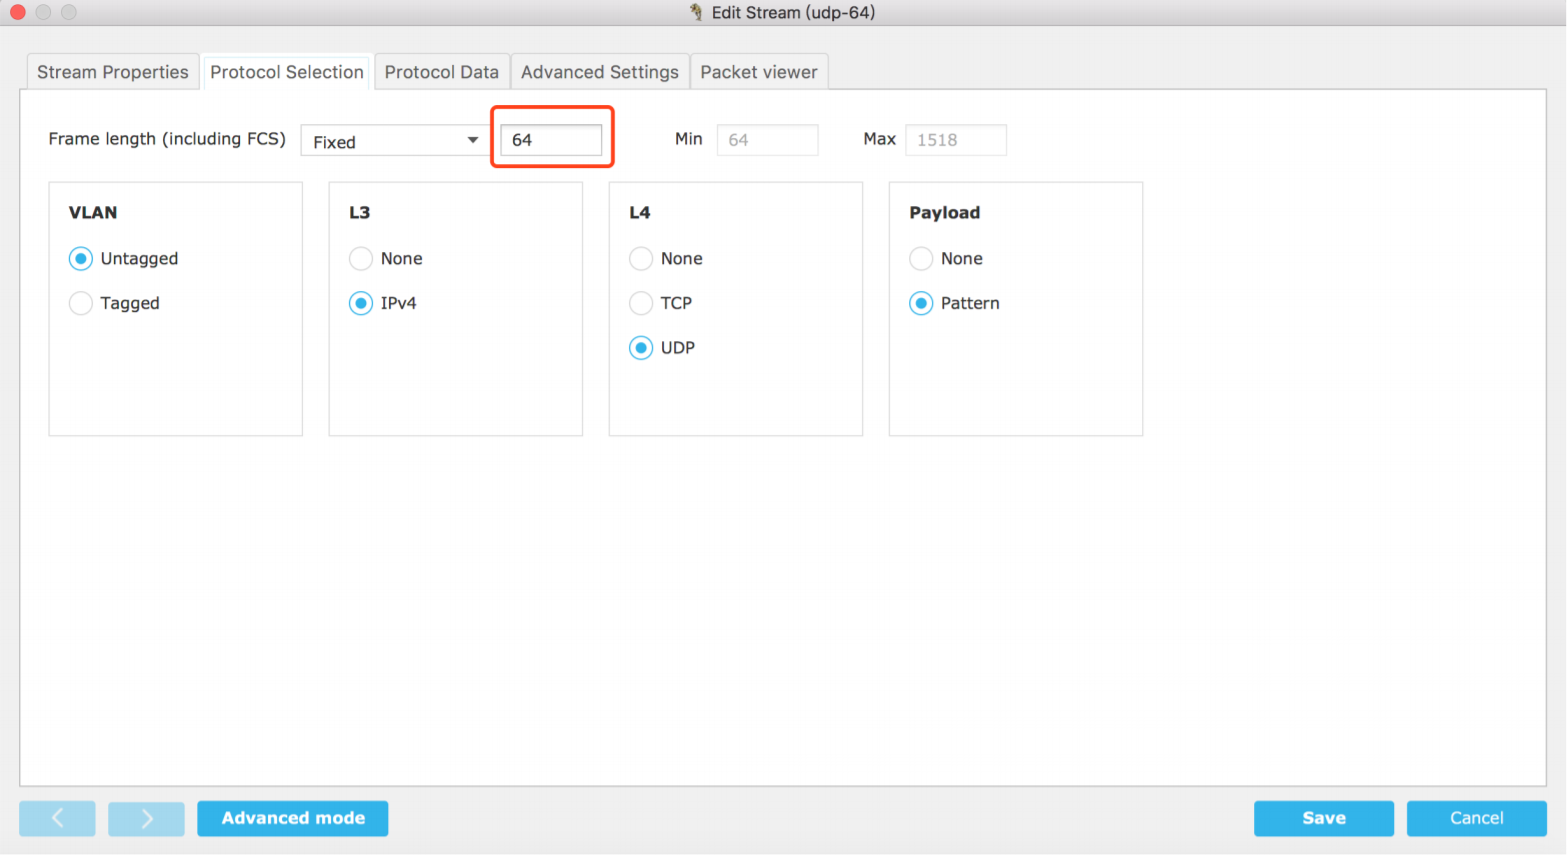 Edit Stream (udp-64)
Stream Properties Protocol Selection Protocol Data Advanced Settings Packet viewer
Frame length (including FCS) Fixed 64 Min 64 Max 1518
VLAN
Untagged
Tagged
L3
None
IPv4
L4
None
TCP
UDP
Payload
None
Pattern
Advanced mode Save Cancel